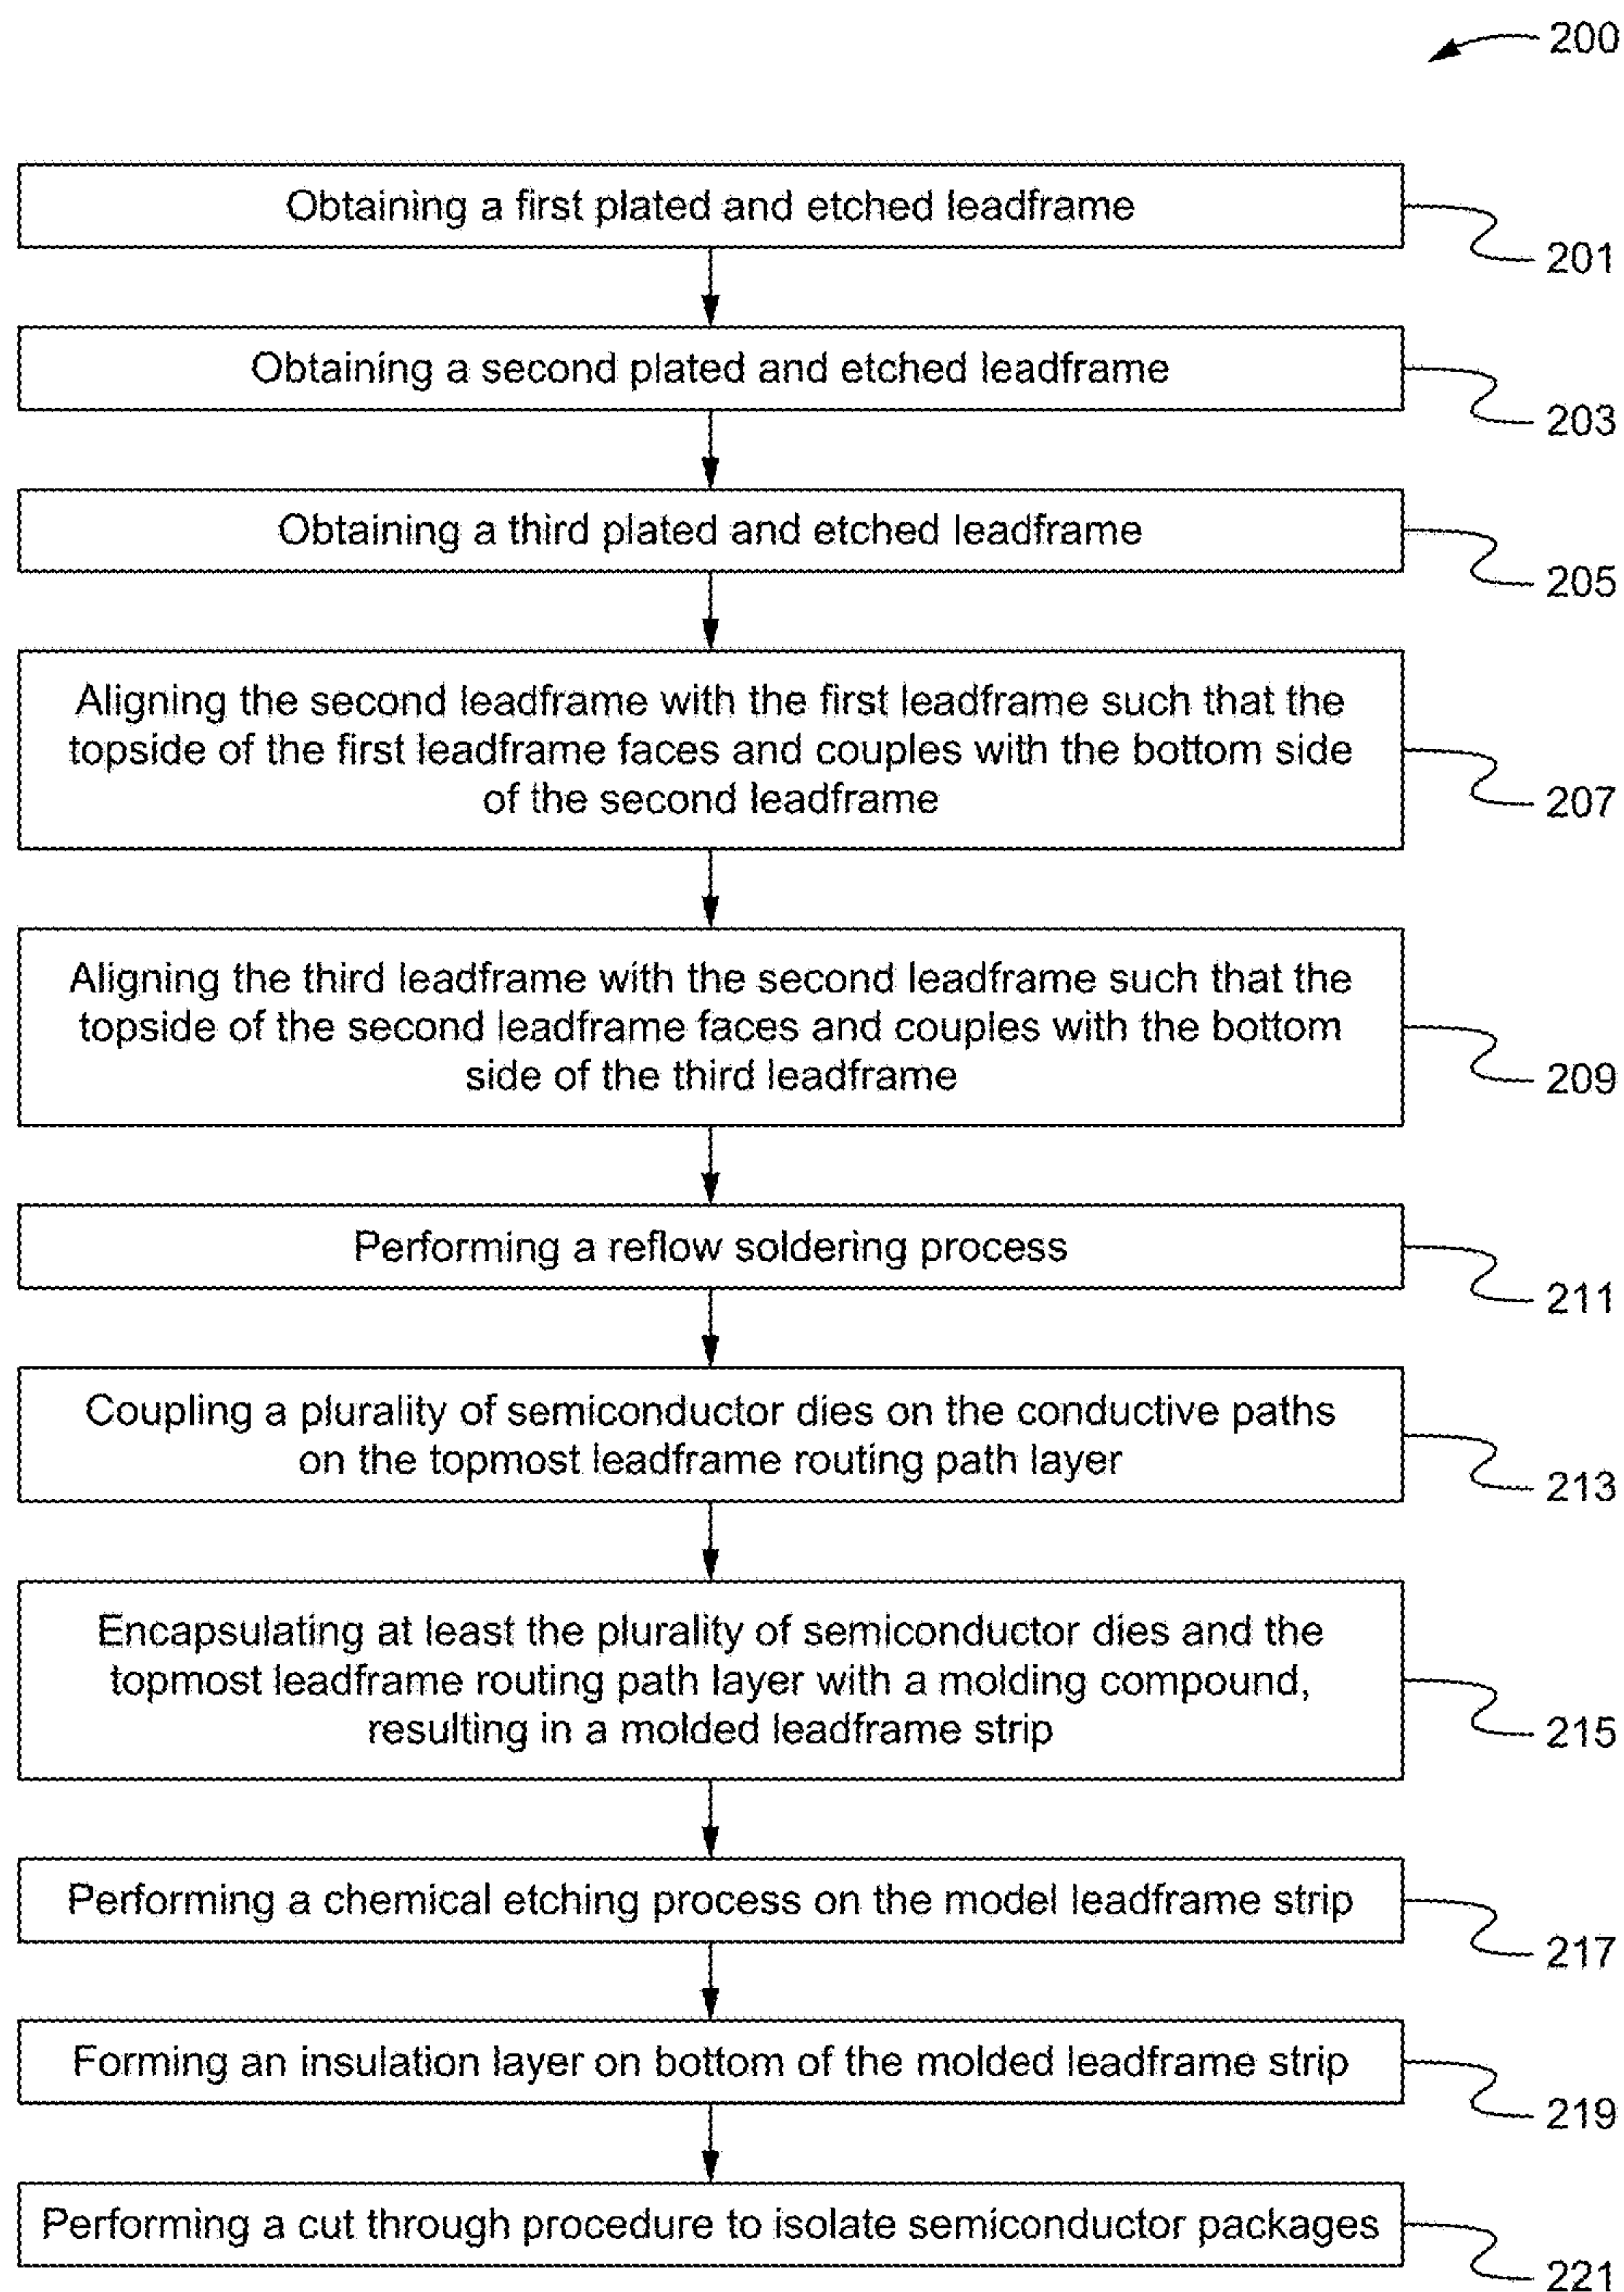 200
Obtaining a first plated and etched leadframe
201
Obtaining a second plated and etched leadframe
203
Obtaining a third plated and etched leadframe
205
Aligning the second leadframe with the first leadframe such that the
topside of the first leadframe faces and couples with the bottom side
of the second leadframe
207
Aligning the third leadframe with the second leadframe such that the
topside of the second leadframe faces and couples with the bottom
side of the third leadframe
209
Performing a reflow soldering process
211
Coupling a plurality of semiconductor dies on the conductive paths
on the topmost leadframe routing path layer
213
Encapsulating at least the plurality of semiconductor dies and the
topmost leadframe routing path layer with a molding compound,
resulting in a molded leadframe strip
215
Performing a chemical etching process on the model leadframe strip
217
Forming an insulation layer on bottom of the molded leadframe strip
219
Performing a cut through procedure to isolate semiconductor packages
221